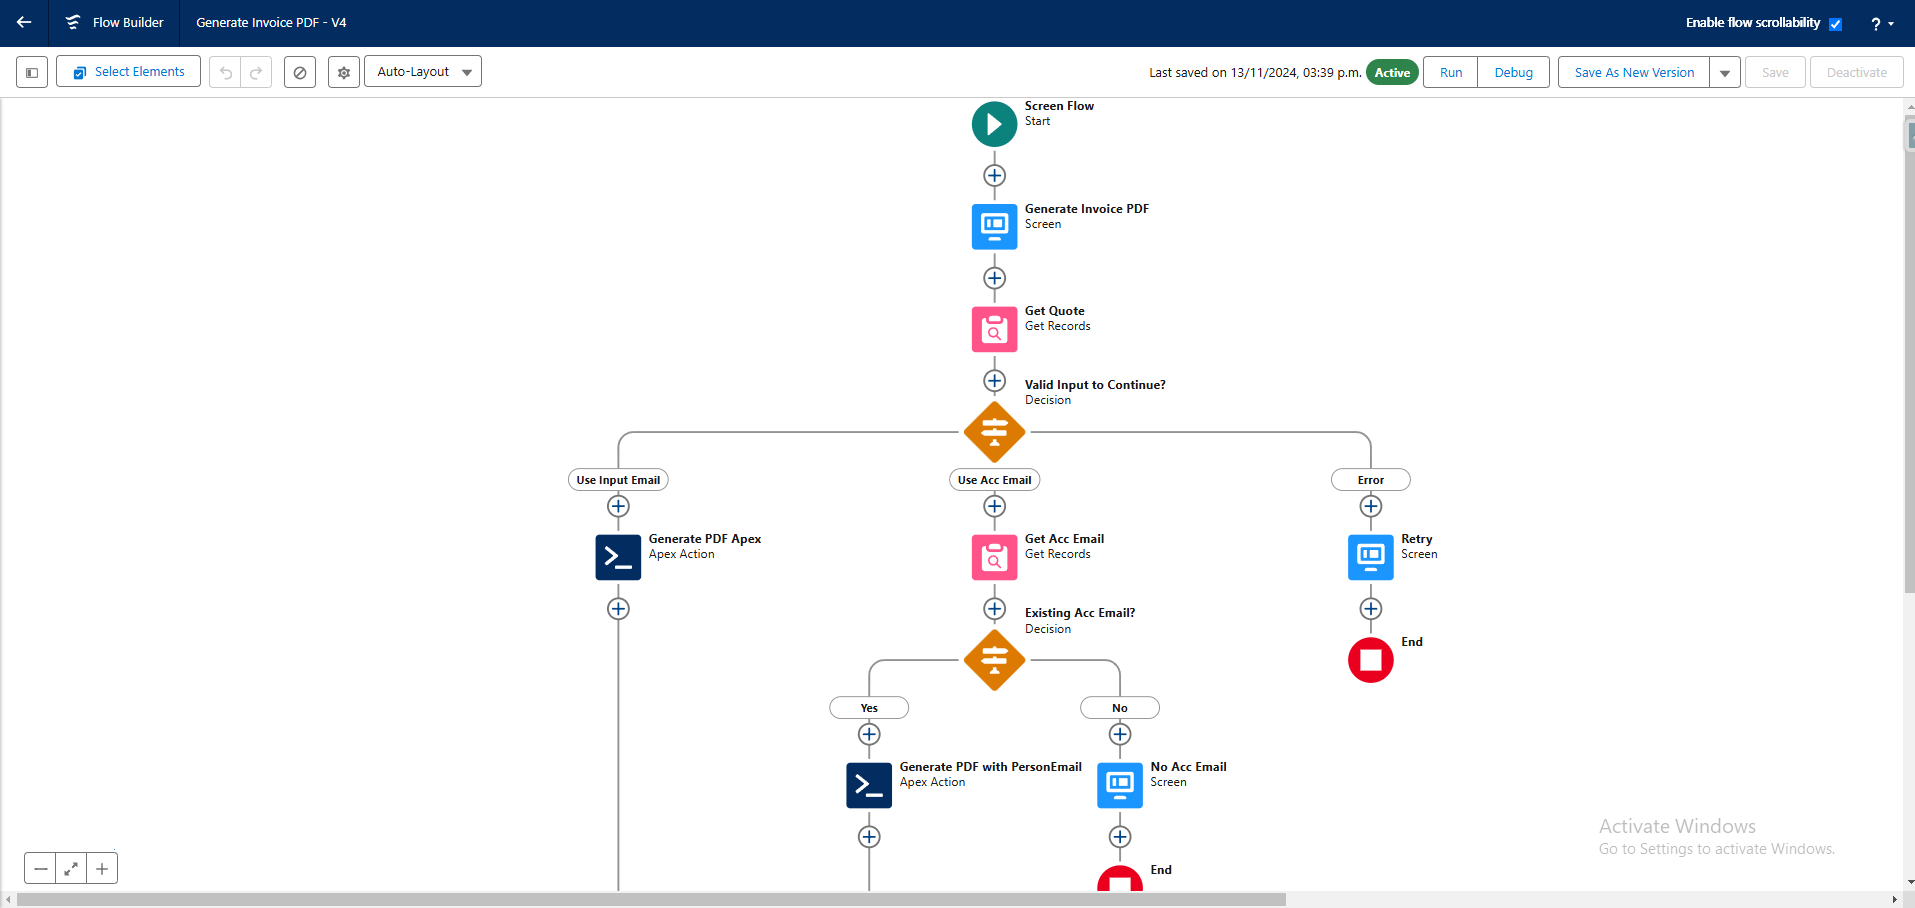 Flow Builder
Generate Invoice PDF - V4
Enable flow scrollability
?
Select Elements
Auto-Layout
Last saved on 13/11/2024, 03:39 p.m.
Active
Run
Debug
Save As New Version
Save
Deactivate
Screen Flow
Start
Generate Invoice PDF
Screen
Get Quote
Get Records
Valid Input to Continue?
Decision
Use Input Email
Use Acc Email
Error
Generate PDF Apex
Apex Action
Get Acc Email
Get Records
Retry
Screen
Existing Acc Email?
Decision
End
Yes
No
Generate PDF with PersonEmail
Apex Action
No Acc Email
Screen
End
Activate Windows
Go to Settings to activate Windows.